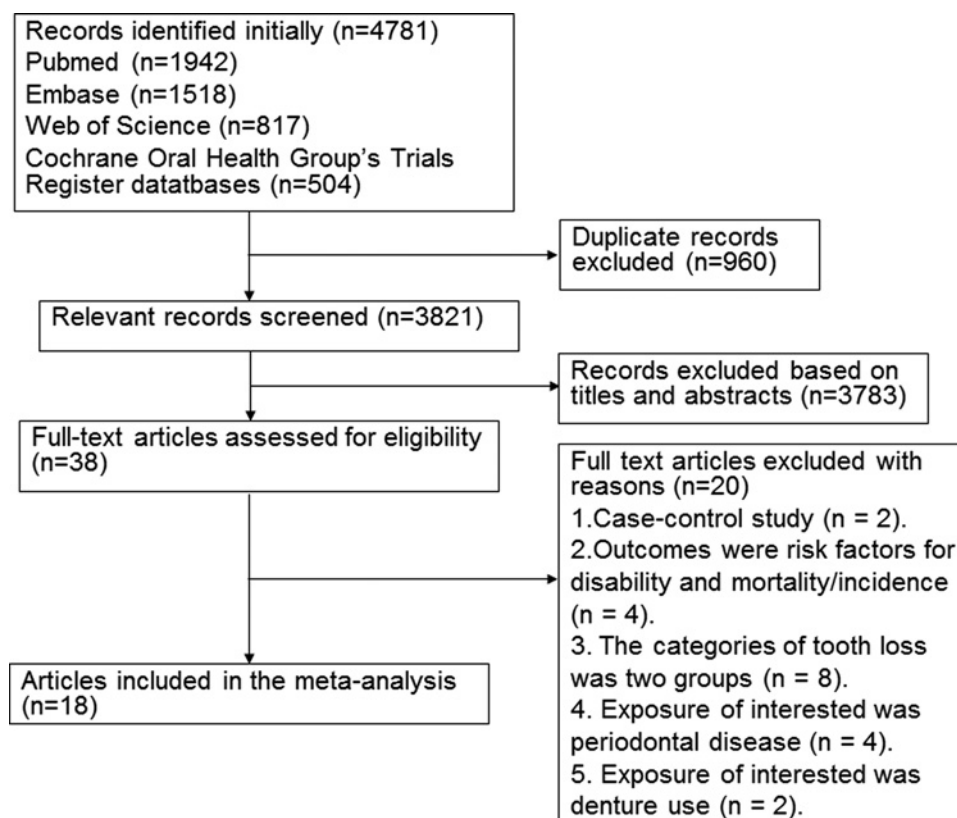 Records identified initially (n=4781)
Pubmed (n=1942)
Embase (n=1518)
Web of Science (n=817)
Cochrane Oral Health Group's Trials
Register datatbases (n=504)
Duplicate records
excluded (n=960)
Relevant records screened (n=3821)
Records excluded based on
titles and abstracts (n=3783)
Full-text articles assessed for eligibility
(n=38)
Full text articles excluded with
reasons (n=20)
1.Case-control study (n = 2).
2.Outcomes were risk factors for
disability and mortality/incidence
(n = 4).
3. The categories of tooth loss
was two groups (n = 8).
4. Exposure of interested was
periodontal disease (n = 4).
5. Exposure of interested was
denture use (n = 2).
Articles included in the meta-analysis
(n=18)